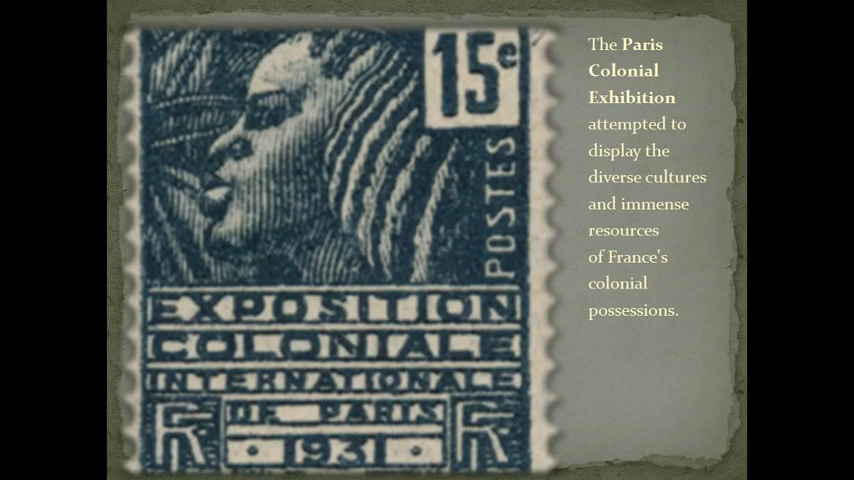 15c
POSTES
EXPOSITION
COLONIALE
INTERNATIONALE
DE PARIS
1931
RF
The Paris
Colonial
Exhibition
attempted to
display the
diverse cultures
and immense
resources
of France's
colonial
possessions.